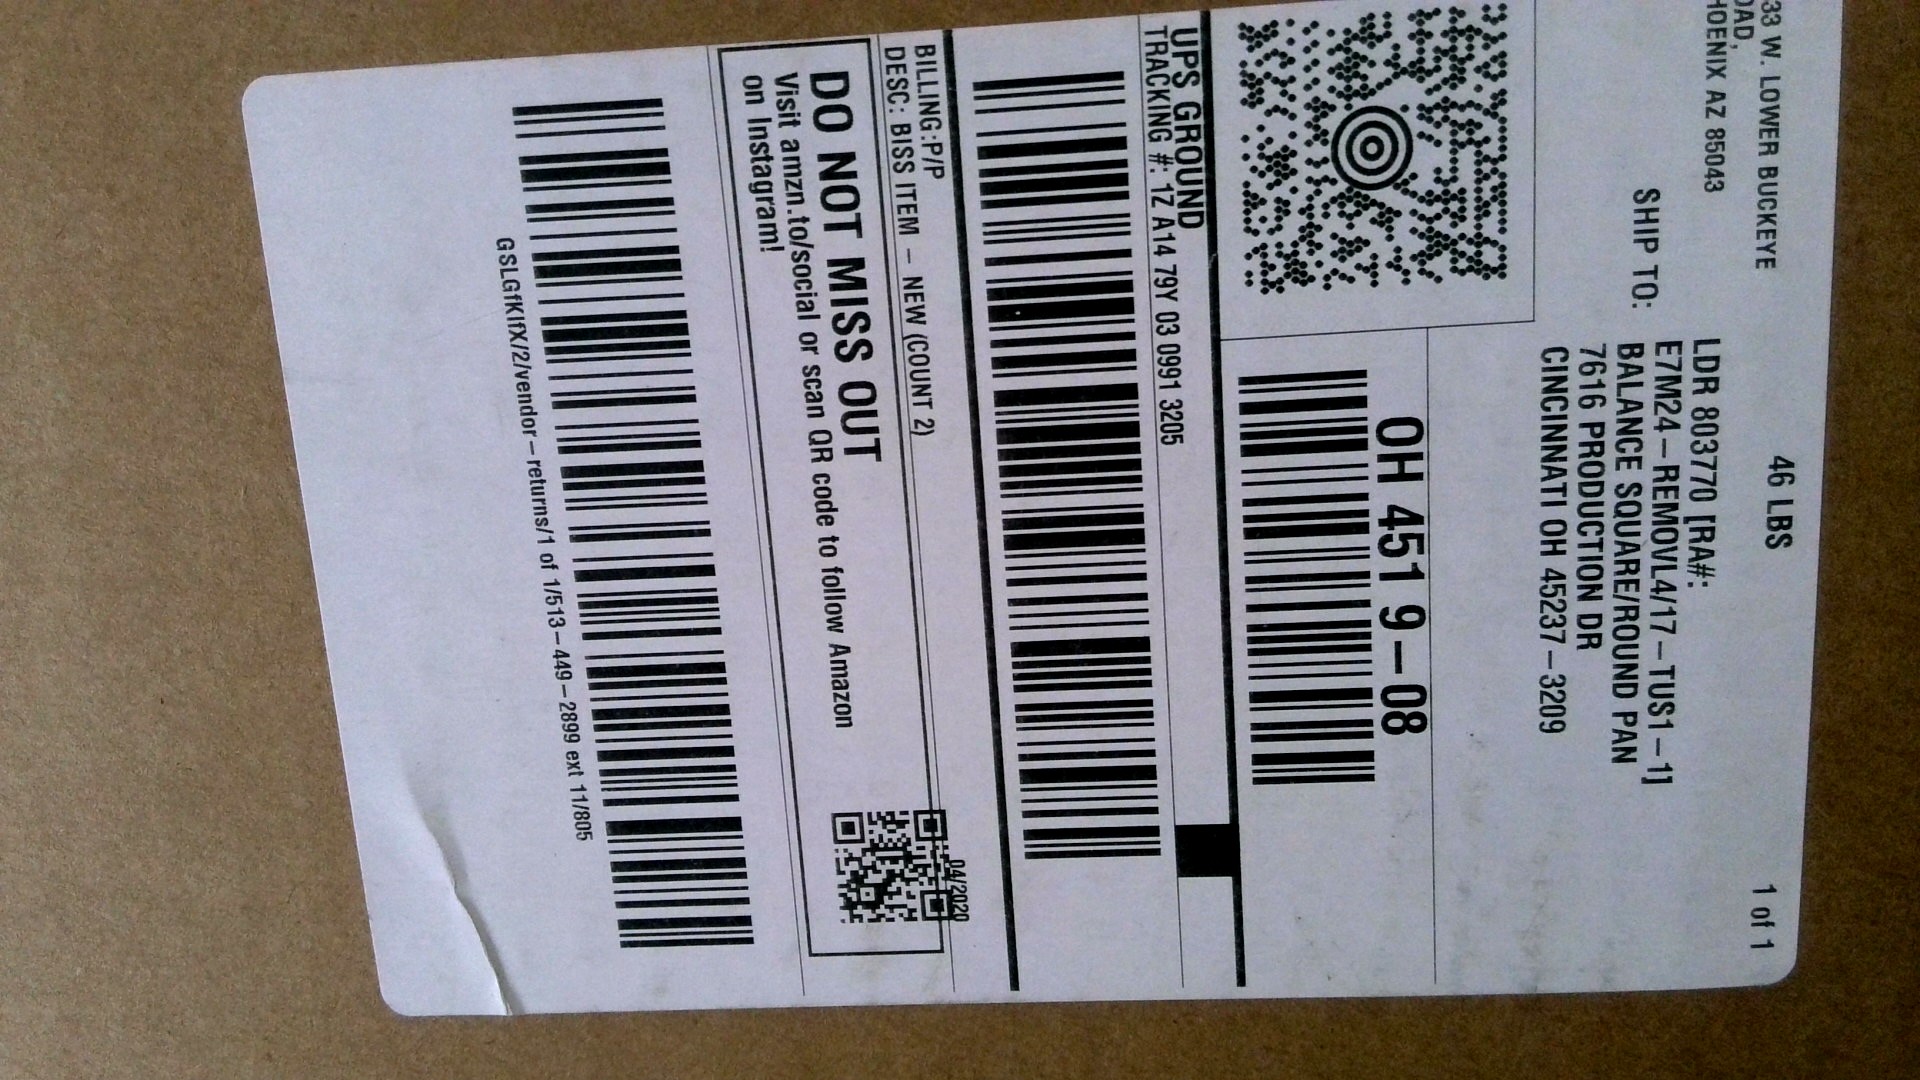 33 W. LOWER BUCKEYE
OAD,
HOENIX AZ 85043
46 LBS
1 of 1
SHIP TO:
LDR 803770 [RA#:
E7M24-REMOVL4/17-TUS1-1]
BALANCE SQUARE/ROUND PAN
7616 PRODUCTION DR
CINCINNATI OH 45237-3209
OH 451 9-08
UPS GROUND
TRACKING #: 1Z A14 79Y 03 0991 3205
BILLING:P/P
DESC: BISS ITEM - NEW (COUNT 2)
04/2020
DO NOT MISS OUT
Visit amzn.to/social or scan QR code to follow Amazon
on Instagram!
GSLGfKlfX/2/vendor-returns/1 of 1/513-449-2899 ext 11/805